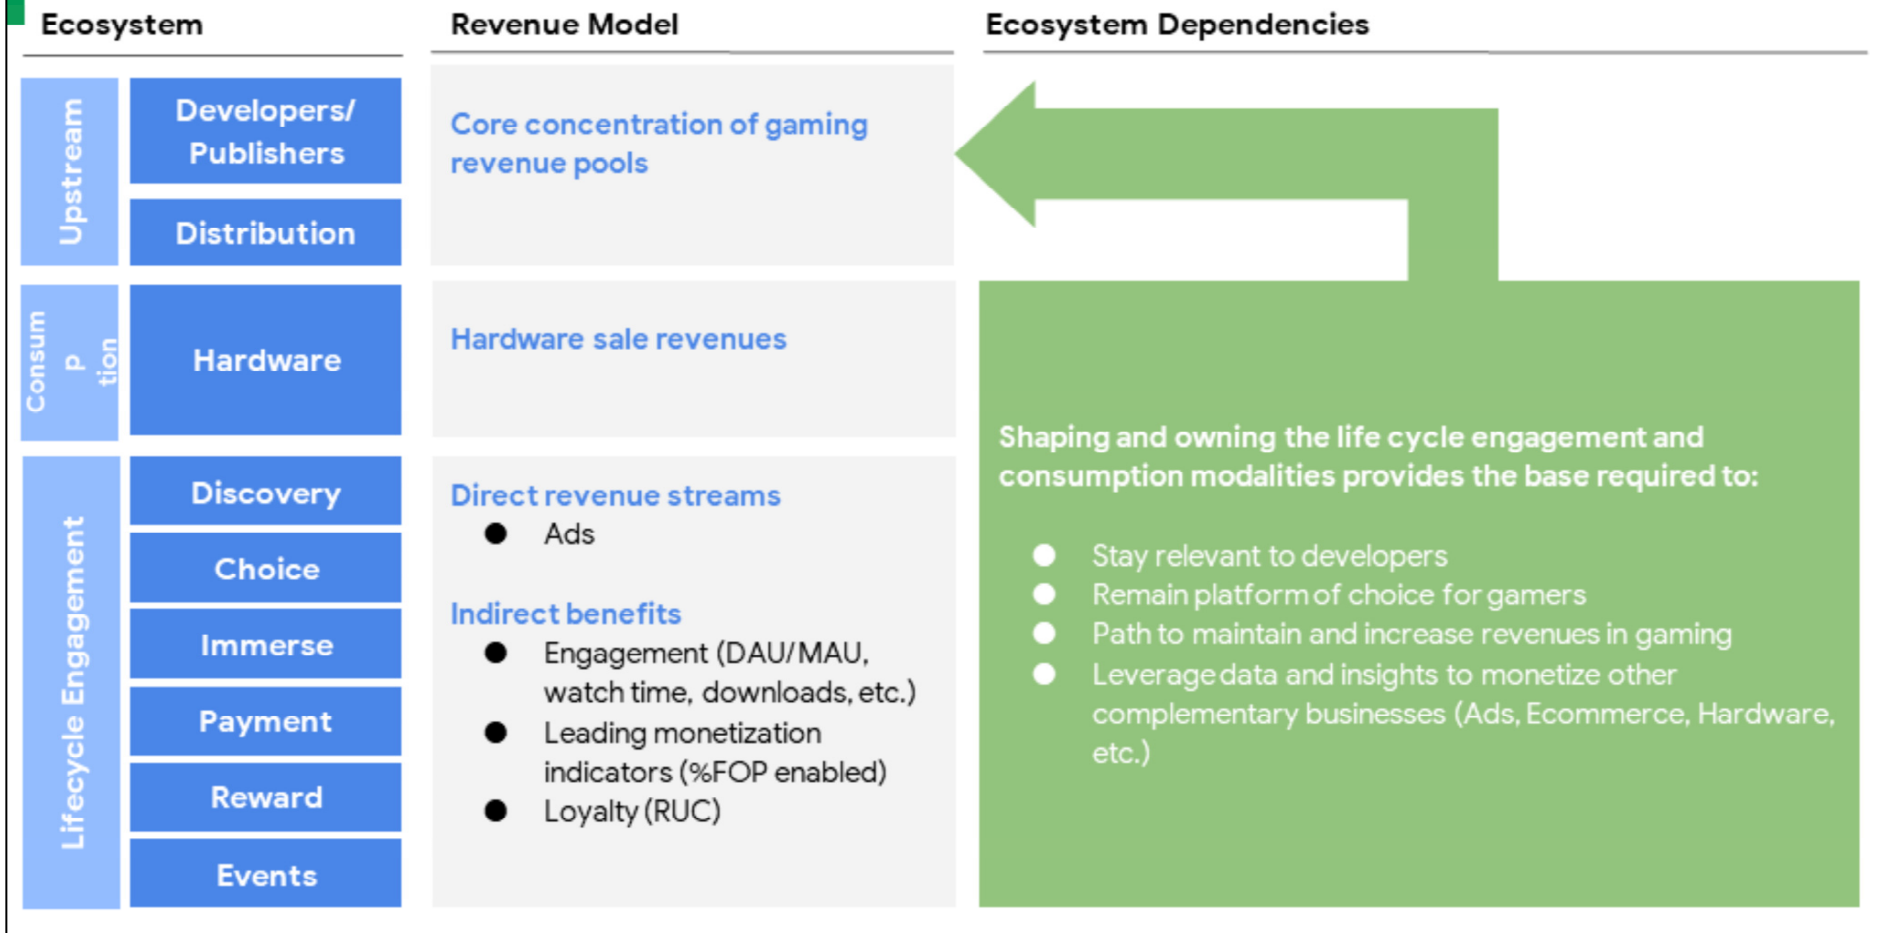 Ecosystem
Revenue Model
Ecosystem Dependencies
Upstream
Developers/
Publishers
Distribution
Core concentration of gaming
revenue pools
Consum
p
tion
Hardware
Hardware sale revenues
Lifecycle Engagement
Discovery
Choice
Immerse
Payment
Reward
Events
Direct revenue streams
● Ads
Indirect benefits
● Engagement (DAU/MAU,
watch time, downloads, etc.)
● Leading monetization
indicators (%FOP enabled)
● Loyalty (RUC)
Shaping and owning the life cycle engagement and
consumption modalities provides the base required to:
● Stay relevant to developers
● Remain platform of choice for gamers
● Path to maintain and increase revenues in gaming
● Leverage data and insights to monetize other
complementary businesses (Ads, Ecommerce, Hardware,
etc.)